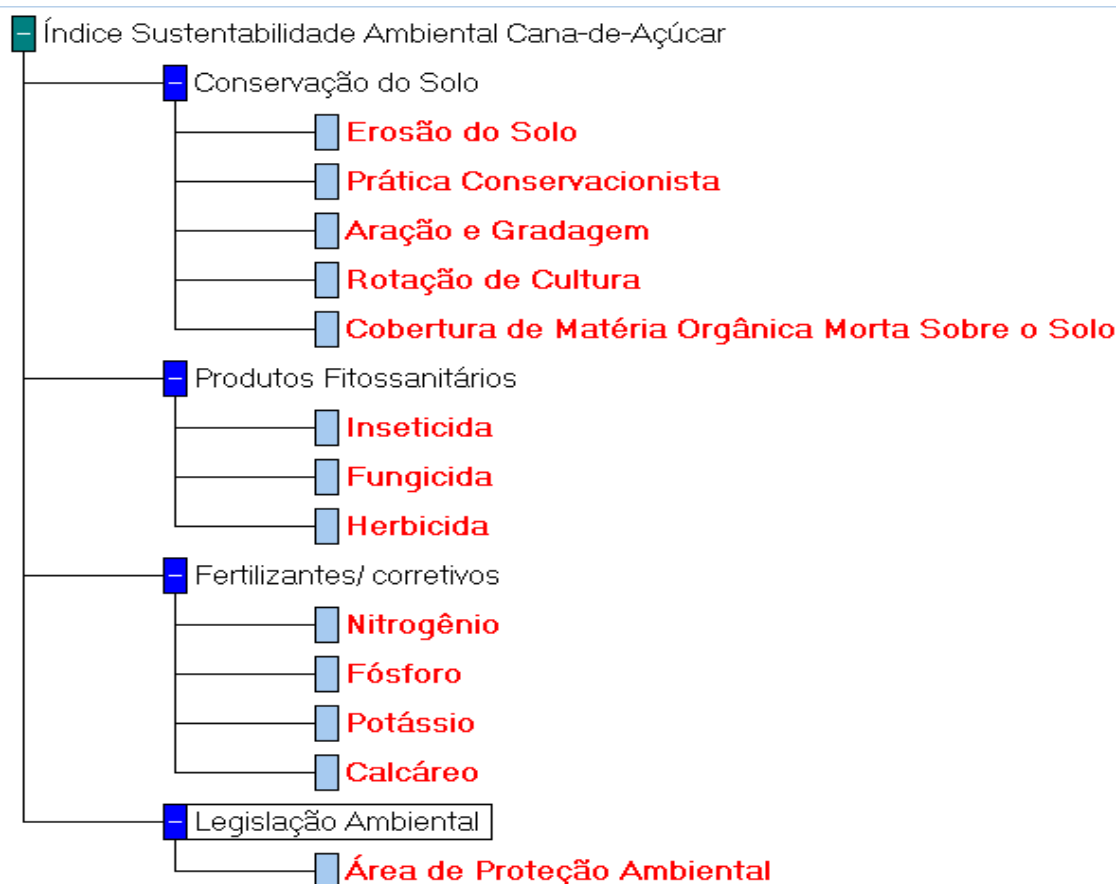 Índice Sustentabilidade Ambiental Cana-de-Açúcar
Conservação do Solo
Erosão do Solo
Prática Conservacionista
Aração e Gradagem
Rotação de Cultura
Cobertura de Matéria Orgânica Morta Sobre o Solo
Produtos Fitossanitários
Inseticida
Fungicida
Herbicida
Fertilizantes/ corretivos
Nitrogênio
Fósforo
Potássio
Calcáreo
Legislação Ambiental
Área de Proteção Ambiental